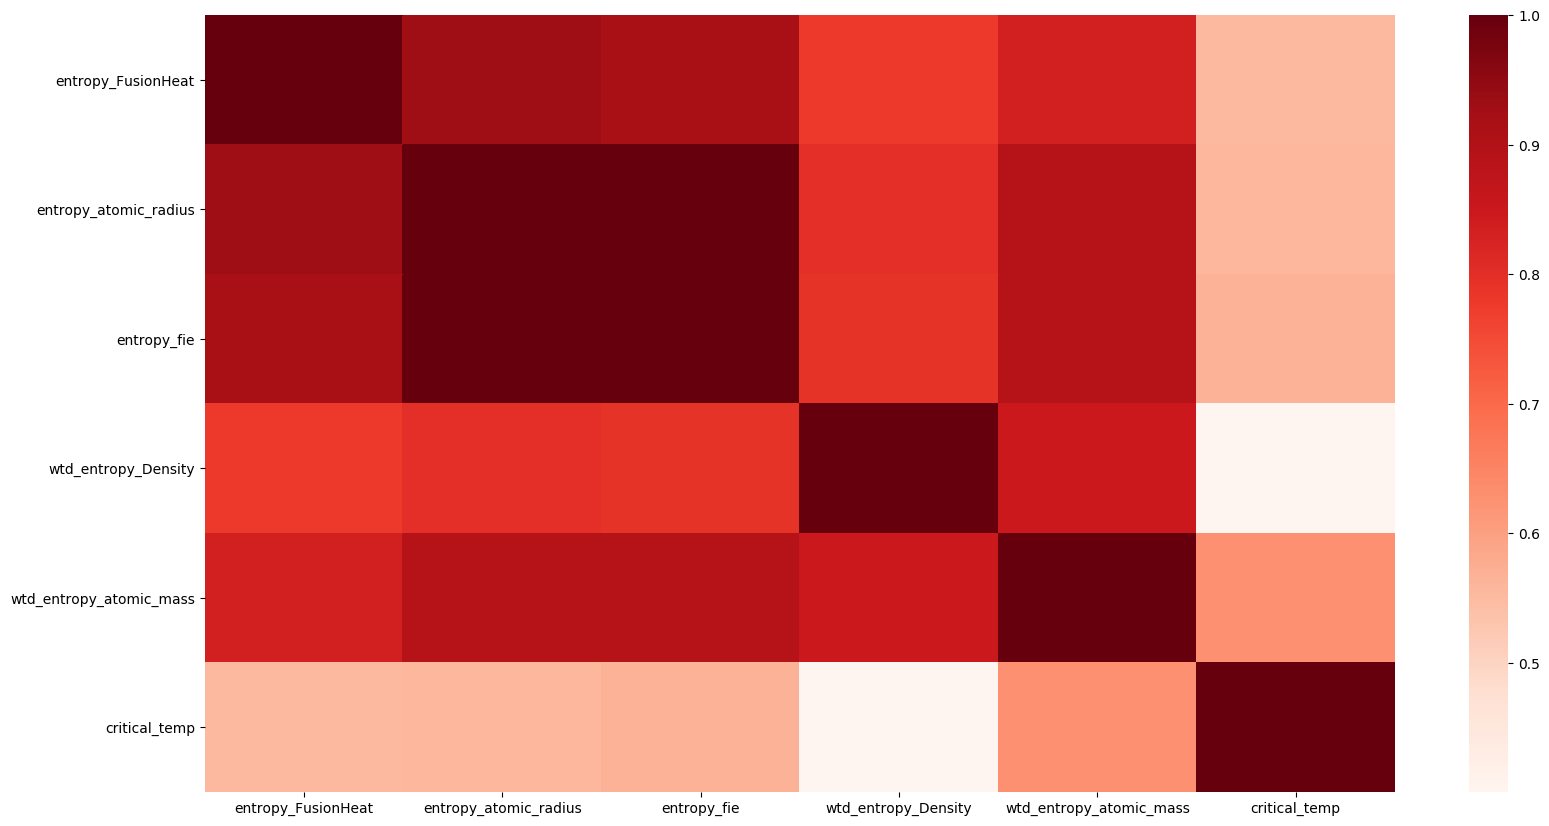 entropy_FusionHeat
entropy_atomic_radius
entropy_fie
wtd_entropy_Density
wtd_entropy_atomic_mass
critical_temp
entropy_FusionHeat entropy_atomic_radius entropy_fie wtd_entropy_Density wtd_entropy_atomic_mass critical_temp
1.0
0.9
0.8
0.7
0.6
0.5